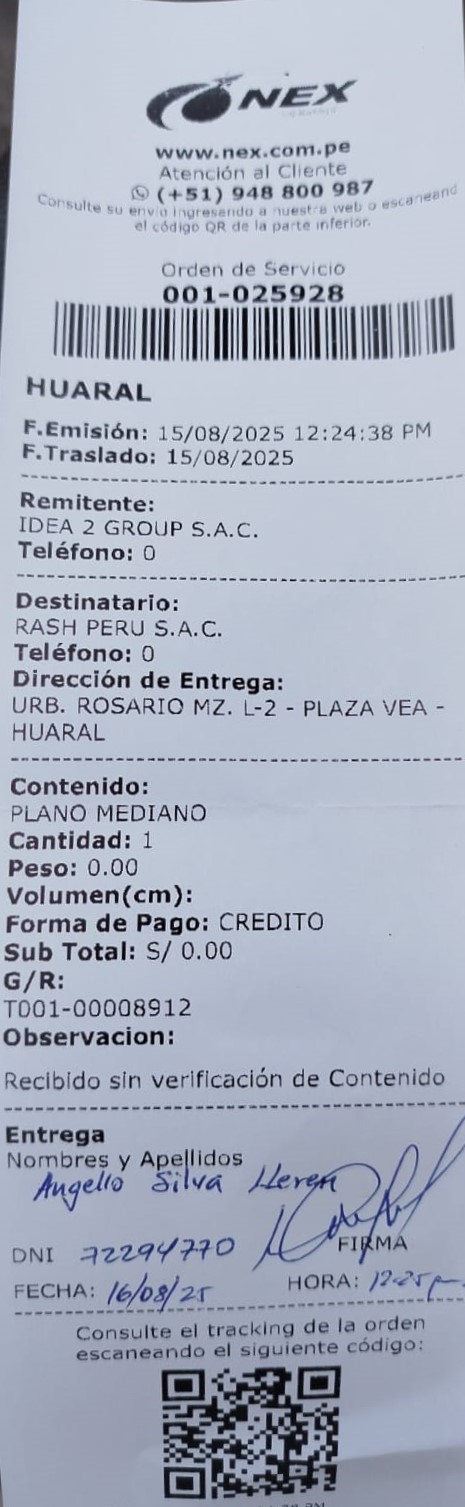 NEX
www.nex.com.pe
Atención al Cliente
(+51) 948 800 987
Consulte su envío ingresando a nuestra web o escaneand
el código QR de la parte inferior.
Orden de Servicio
001-025928
HUARAL
F.Emisión: 15/08/2025 12:24:38 PM
F.Traslado: 15/08/2025
Remitente:
IDEA 2 GROUP S.A.C.
Teléfono: 0
Destinatario:
RASH PERU S.A.C.
Teléfono: 0
Dirección de Entrega:
URB. ROSARIO MZ. L-2 - PLAZA VEA -
HUARAL
Contenido:
PLANO MEDIANO
Cantidad: 1
Peso: 0.00
Volumen(cm):
Forma de Pago: CREDITO
Sub Total: S/ 0.00
G/R:
T001-00008912
Observacion:
Recibido sin verificación de Contenido
Entrega
Nombres y Apellidos
Angello Silva
DNI 72294770
FIRMA
FECHA: 16/08/25 HORA: 12:25 p
Consulte el tracking de la orden
escaneando el siguiente código: